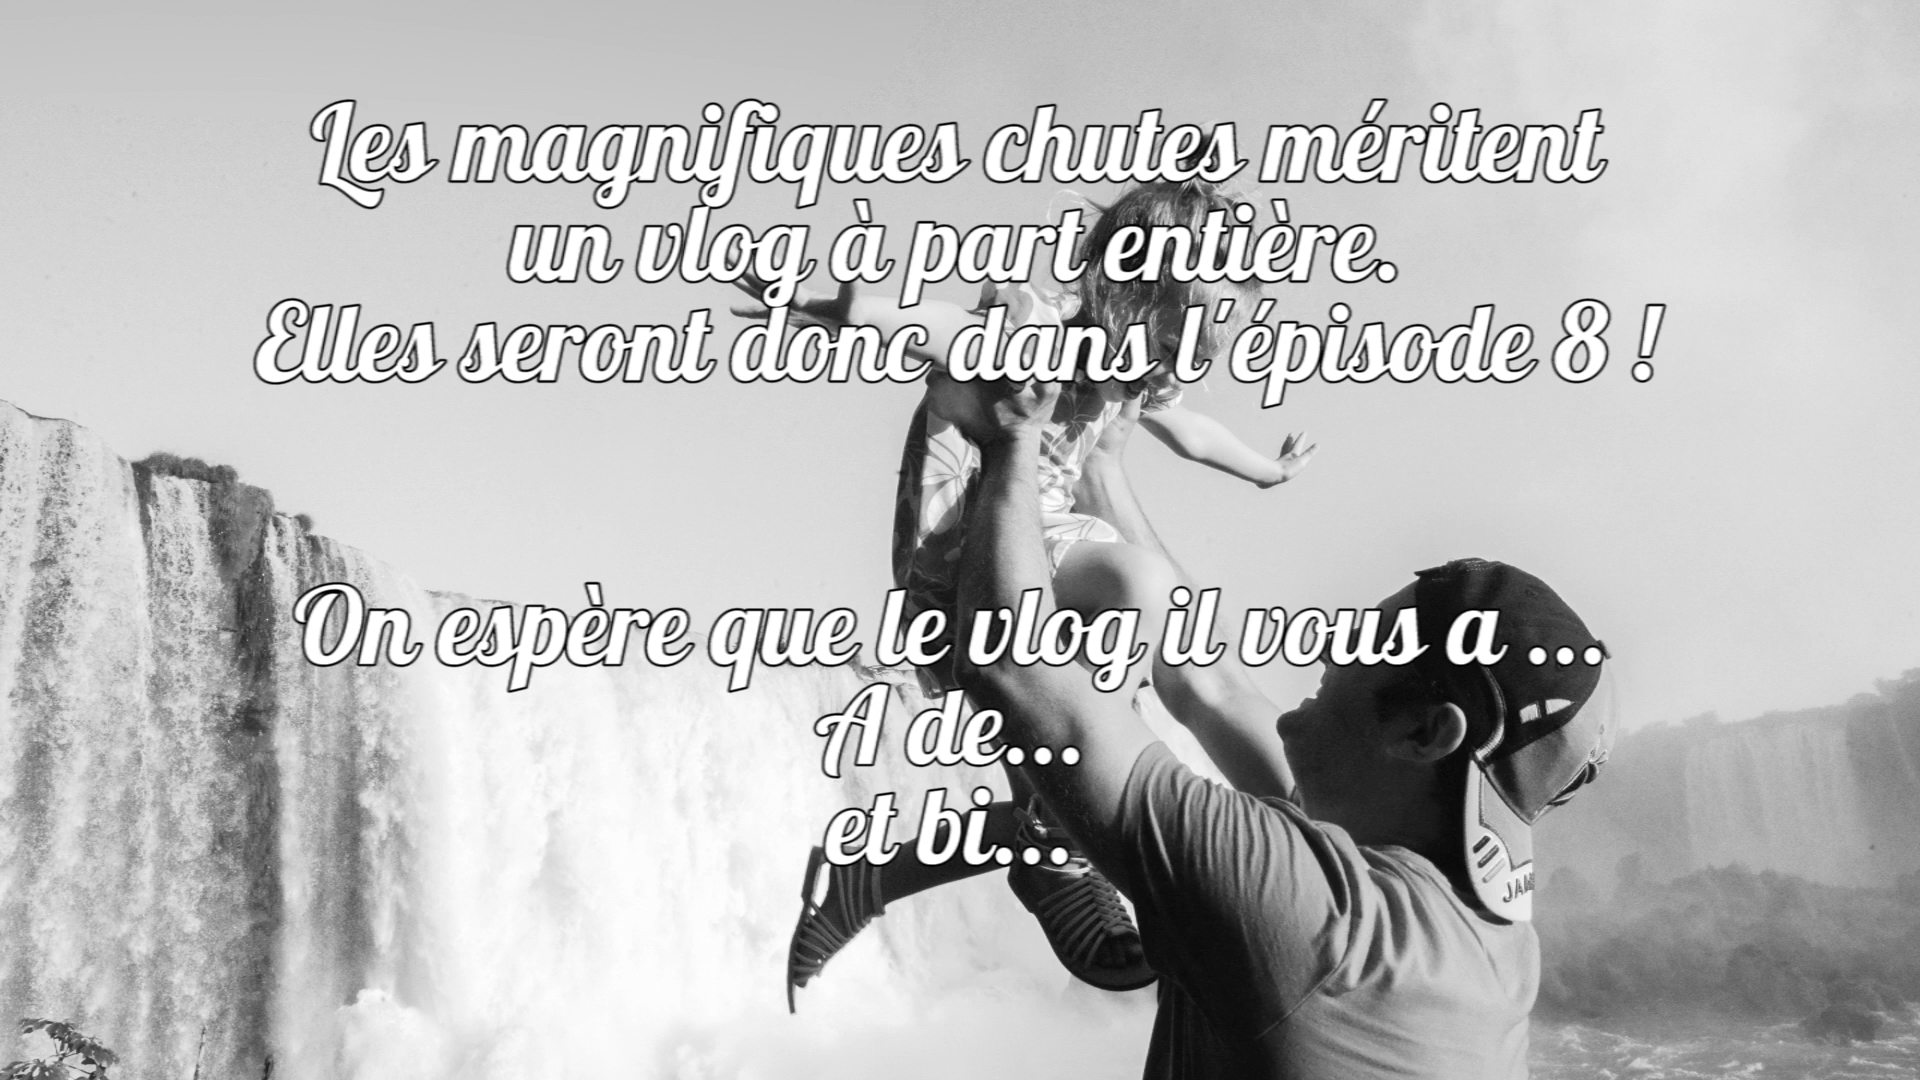 Les magnifiques chutes méritent
un vlog à part entière.
Elles seront donc dans l'épisode 8 !
On espère que le vlog il vous a ...
A de...
et bi...